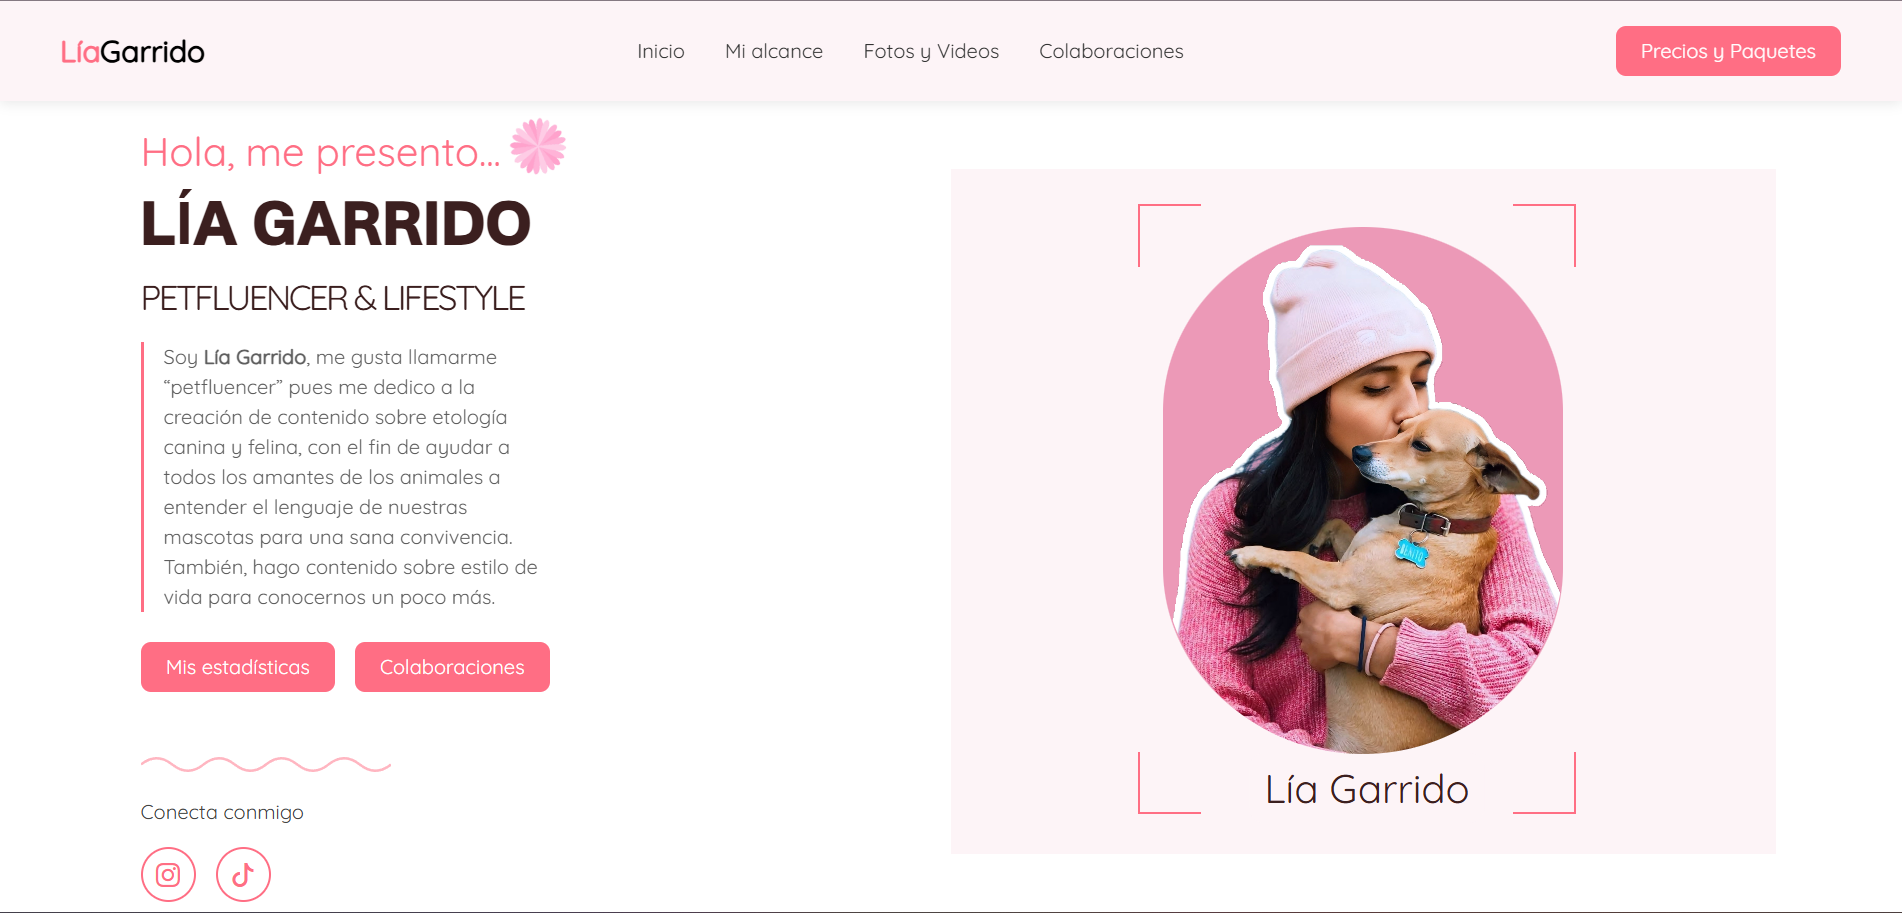 LíaGarrido
Inicio
Mi alcance
Fotos y Videos
Colaboraciones
Precios y Paquetes
Hola, me presento...
LÍA GARRIDO
PETFLUENCER & LIFESTYLE
Soy Lía Garrido, me gusta llamarme
“petfluencer” pues me dedico a la
creación de contenido sobre etología
canina y felina, con el fin de ayudar a
todos los amantes de los animales a
entender el lenguaje de nuestras
mascotas para una sana convivencia.
También, hago contenido sobre estilo de
vida para conocernos un poco más.
Mis estadísticas
Colaboraciones
Conecta conmigo
BENITO
Lía Garrido